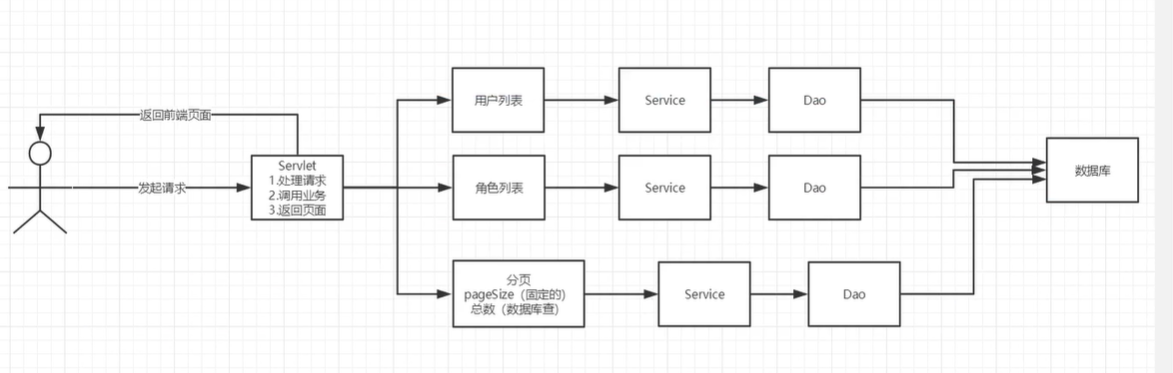 返回前端页面
发起请求
Servlet
1.处理请求
2.调用业务
3.返回页面
用户列表
Service
Dao
角色列表
Service
Dao
分页
pageSize（固定的）
总数（数据库查）
Service
Dao
数据库